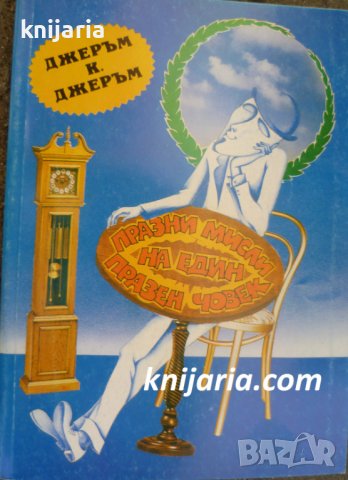 knijaria
ДЖЕРЪМ
К.
ДЖЕРЪМ
ПРАЗНИ МИСЛИ
НА ЕДИН
ПРАЗЕН ЧОВЕК
knijaria.com
BAZAR